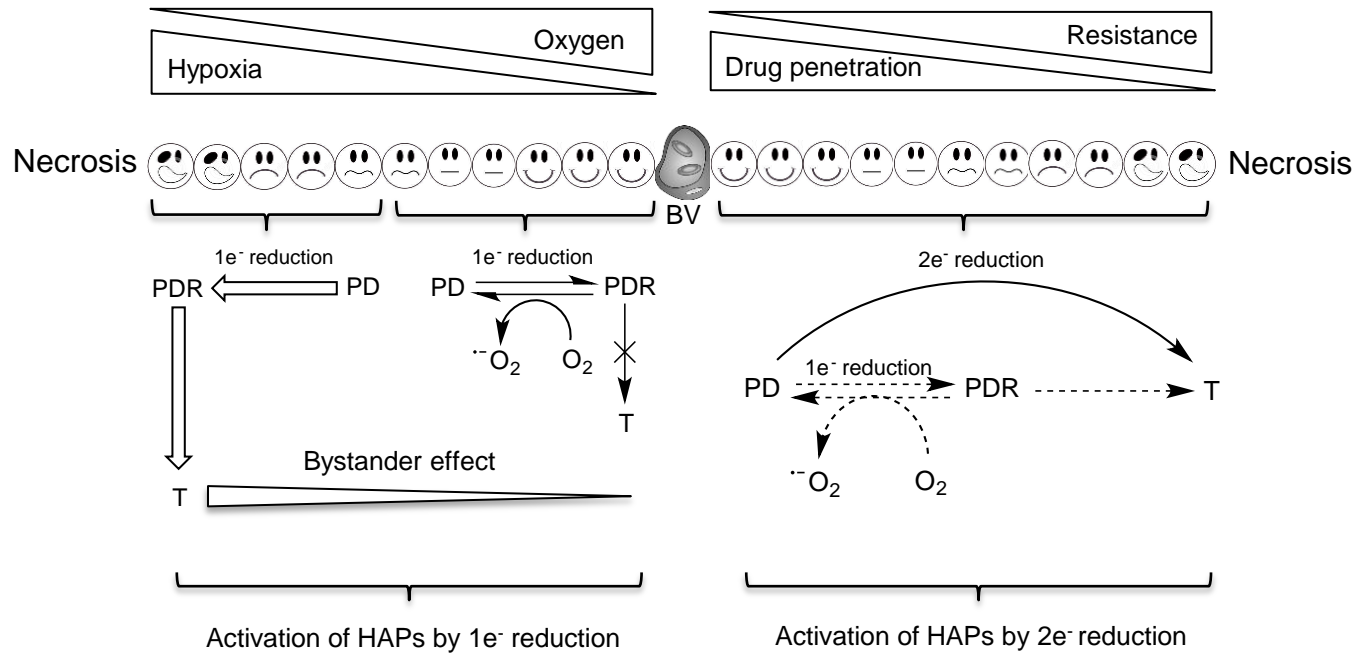 Oxygen
Hypoxia
Resistance
Drug penetration
Necrosis
BV
Necrosis
1e⁻ reduction
PDR
PD
1e⁻ reduction
PD
PDR
•⁻O₂
O₂
T
T
Bystander effect
2e⁻ reduction
1e⁻ reduction
PD
PDR
T
•⁻O₂
O₂
Activation of HAPs by 1e⁻ reduction
Activation of HAPs by 2e⁻ reduction